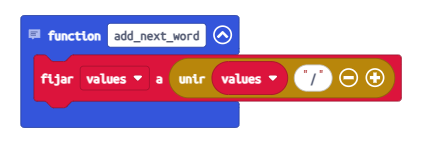 function add_next_word
fijar values a unir values "/"